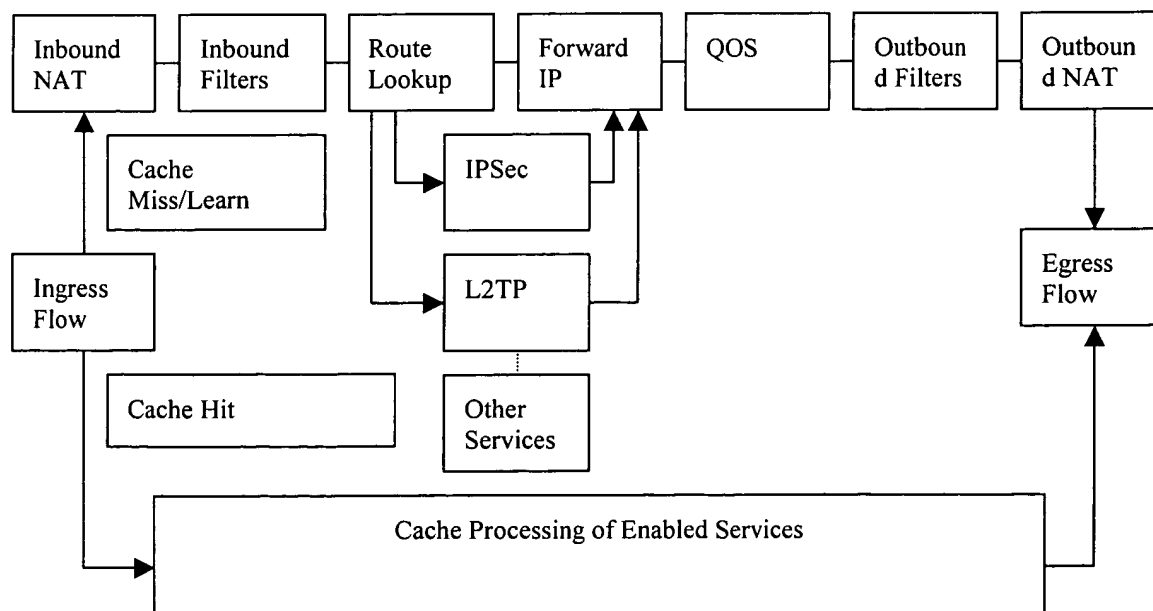 Inbound
NAT
Inbound
Filters
Route
Lookup
Forward
IP
QOS
Outboun
d Filters
Outboun
d NAT
Cache
Miss/Learn
IPSec
Ingress
Flow
L2TP
Egress
Flow
Cache Hit
Other
Services
Cache Processing of Enabled Services